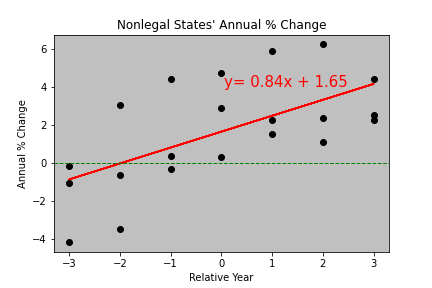 Nonlegal States' Annual % Change
6
4
2
0
−2
−4
Annual % Change
y= 0.84x + 1.65
−3 −2 −1 0 1 2 3
Relative Year